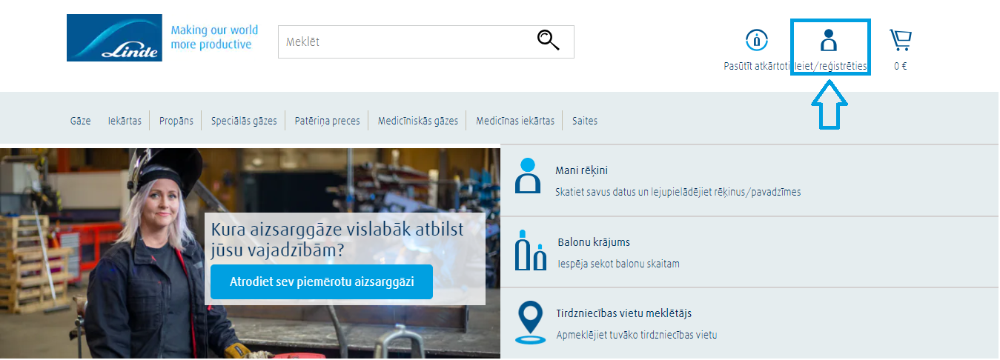 Linde
Making our world
more productive
Meklēt
Pasūtīt atkārtoti
Ieiet/reģistrēties
0 €
Gāze Iekārtas Propāns Speciālās gāzes Patēriņa preces Medicīniskās gāzes Medicīnas iekārtas Saites
Kura aizsarggāze vislabāk atbilst
jūsu vajadzībām?
Atrodiet sev piemērotu aizsarggāzi
Mani rēķini
Skatiet savus datus un lejupielādējiet rēķinus/pavadzīmes
Balonu krājums
Iespēja sekot balonu skaitam
Tirdzniecības vietu meklētājs
Apmeklējiet tuvāko tirdzniecības vietu